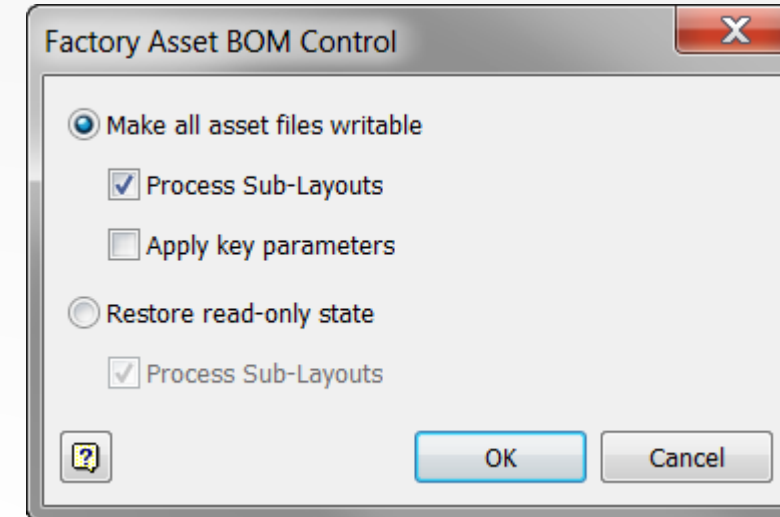 Factory Asset BOM Control
Make all asset files writable
Process Sub-Layouts
Apply key parameters
Restore read-only state
Process Sub-Layouts
?
OK
Cancel